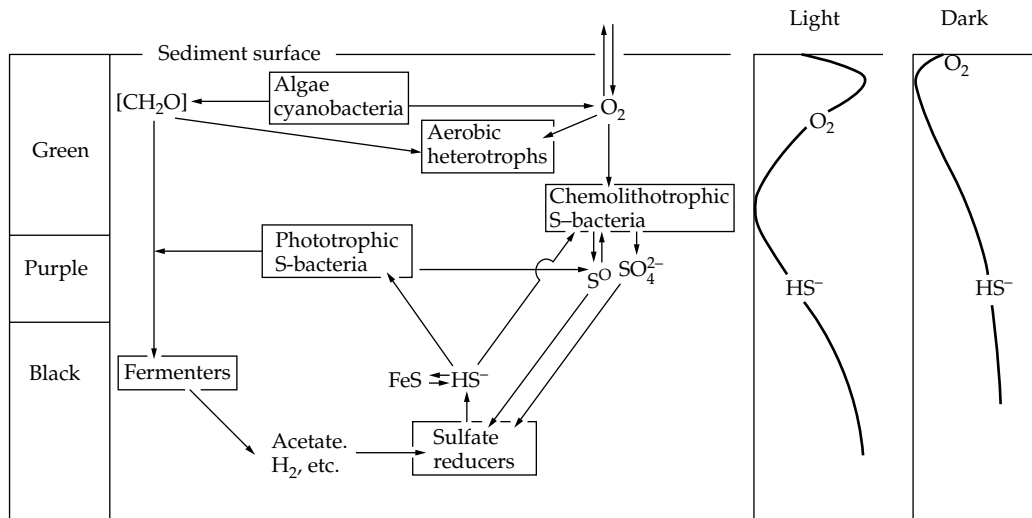 Light
Dark
Sediment surface
O₂
[CH₂O]
Algae
cyanobacteria
O₂
O₂
Green
Aerobic
heterotrophs
Chemolithotrophic
S–bacteria
Purple
Phototrophic
S-bacteria
S⁰
SO₄²⁻
HS⁻
HS⁻
Black
Fermenters
FeS
HS⁻
Acetate.
H₂, etc.
Sulfate
reducers